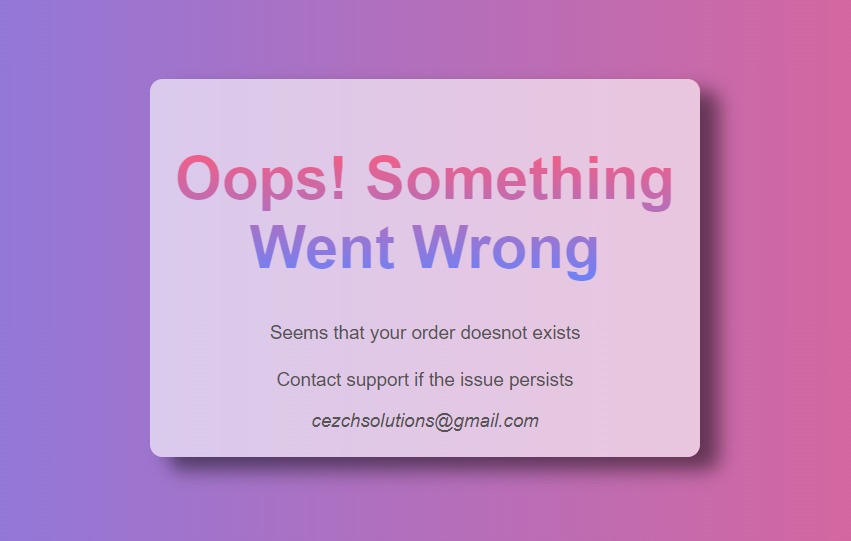 Oops! Something
Went Wrong
Seems that your order doesnot exists
Contact support if the issue persists
cezchsolutions@gmail.com